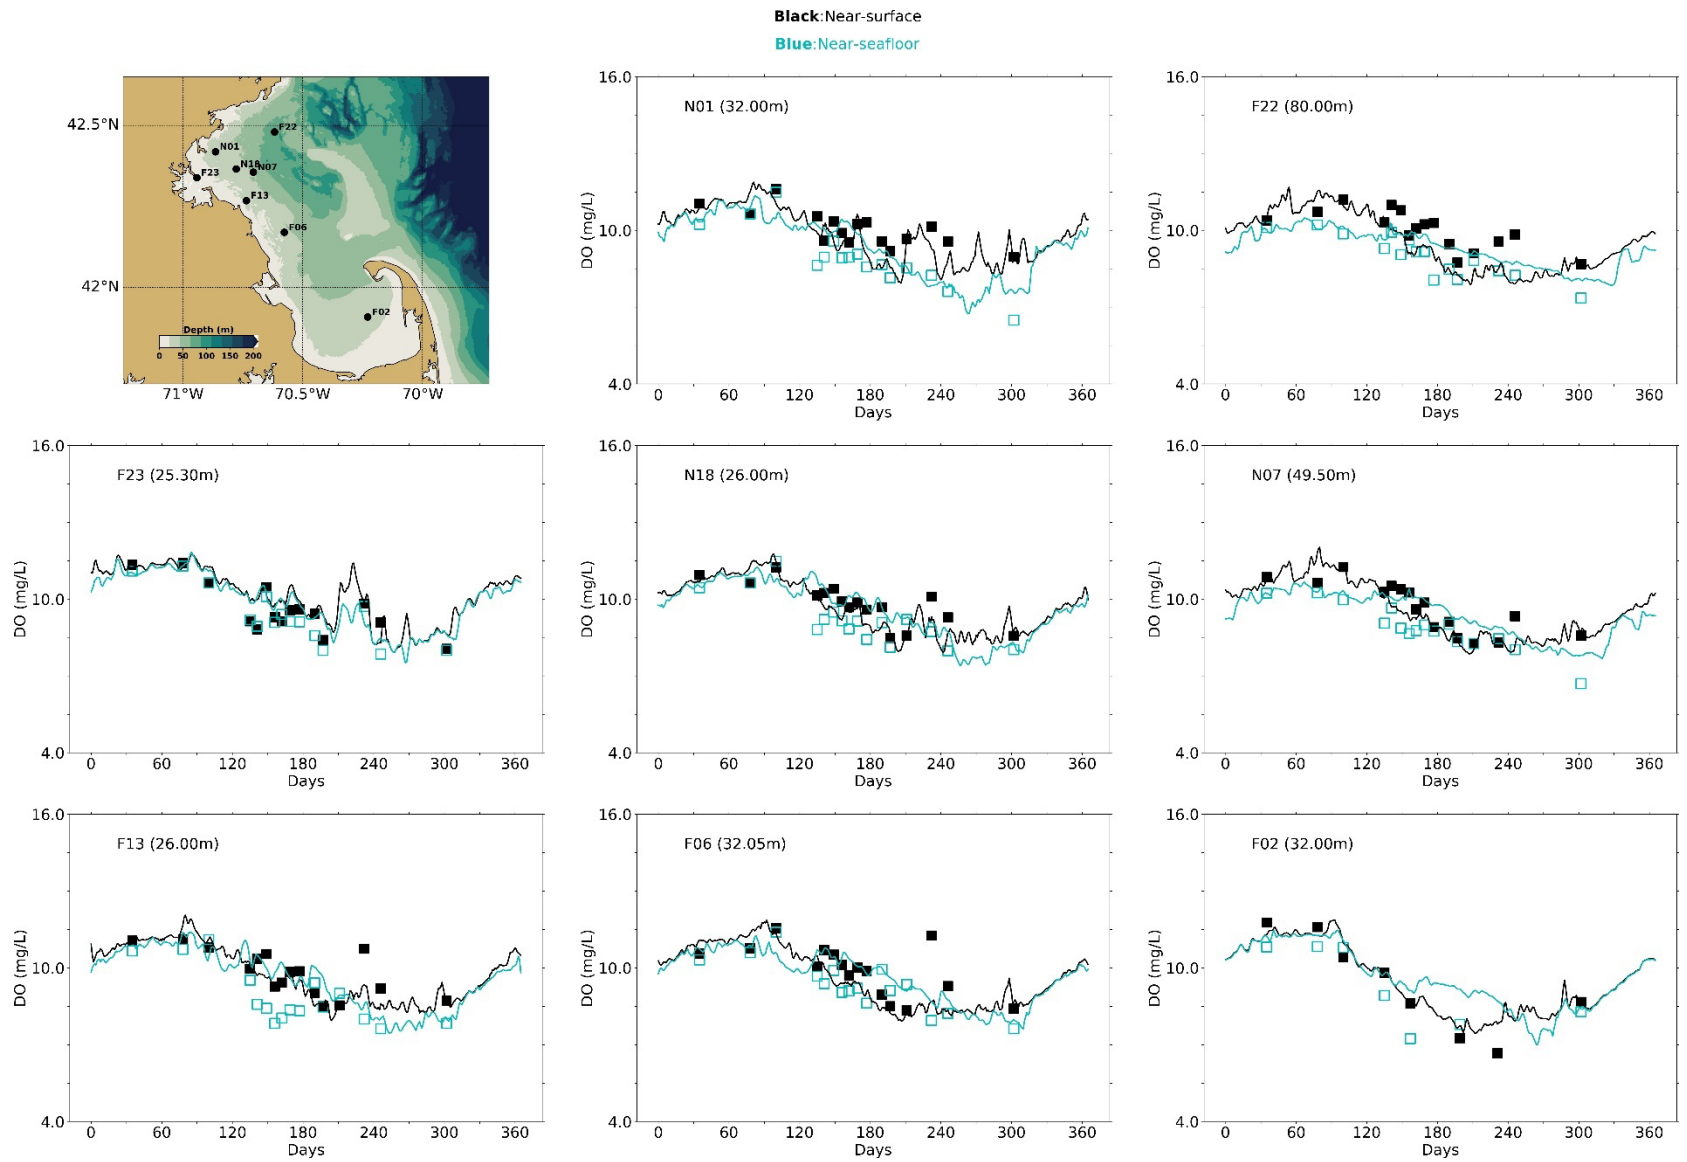 Black:Near-surface
Blue:Near-seafloor
42.5°N
42°N
71°W
70.5°W
70°W
F22
N01
N18
N07
F23
F13
F06
F02
Depth (m)
0 50 100 150 200
N01 (32.00m)
DO (mg/L)
16.0
10.0
4.0
0 60 120 180 240 300 360
Days
F22 (80.00m)
DO (mg/L)
16.0
10.0
4.0
0 60 120 180 240 300 360
Days
F23 (25.30m)
DO (mg/L)
16.0
10.0
4.0
0 60 120 180 240 300 360
Days
N18 (26.00m)
DO (mg/L)
16.0
10.0
4.0
0 60 120 180 240 300 360
Days
N07 (49.50m)
DO (mg/L)
16.0
10.0
4.0
0 60 120 180 240 300 360
Days
F13 (26.00m)
DO (mg/L)
16.0
10.0
4.0
0 60 120 180 240 300 360
Days
F06 (32.05m)
DO (mg/L)
16.0
10.0
4.0
0 60 120 180 240 300 360
Days
F02 (32.00m)
DO (mg/L)
16.0
10.0
4.0
0 60 120 180 240 300 360
Days